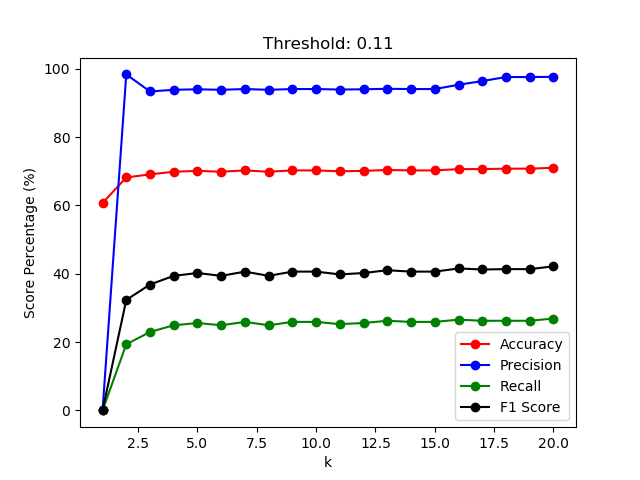 Threshold: 0.11
Score Percentage (%)
100
80
60
40
20
0
2.5 5.0 7.5 10.0 12.5 15.0 17.5 20.0
k
Accuracy
Precision
Recall
F1 Score